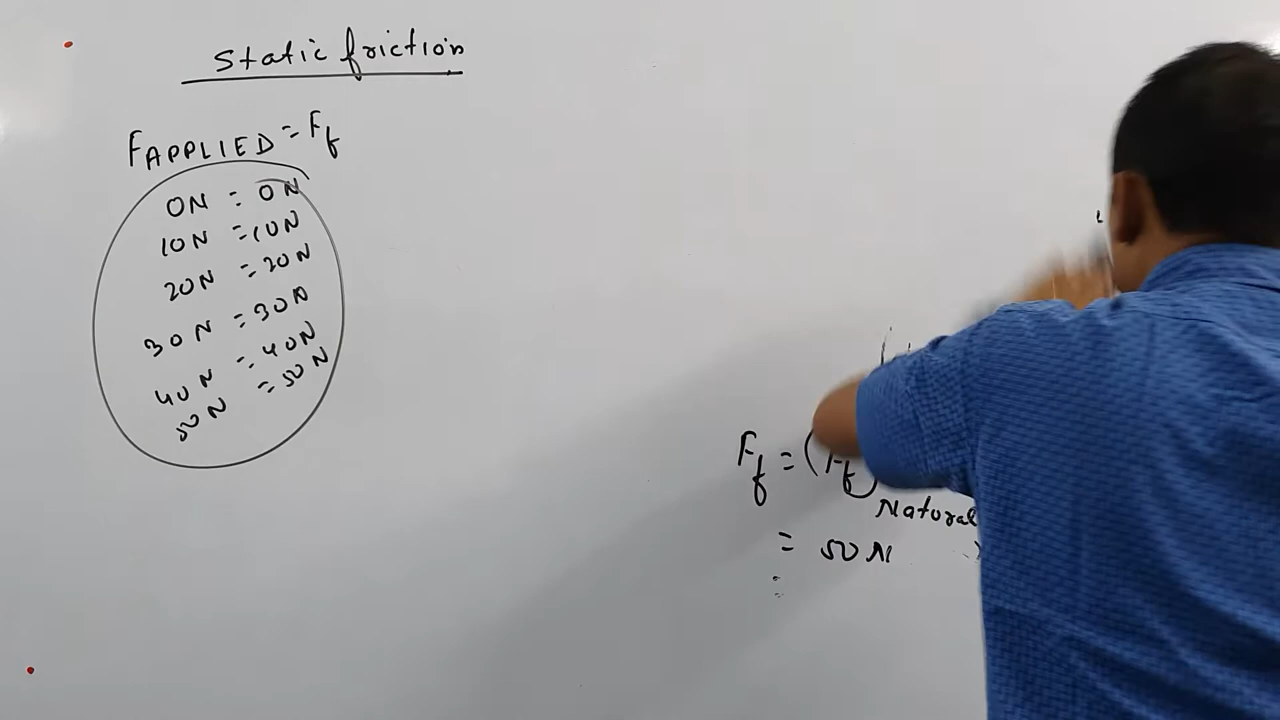 Static friction
FAPPLIED = Ff
0N = 0N
10N = 10N
20N = 20N
30N = 30N
40N = 40N
50N = 50N
Ff = (Ff)
Natural
= 50N